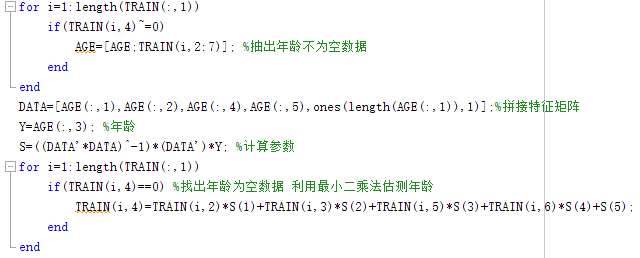 for i=1:length(TRAIN(:,1))
if(TRAIN(i,4)~=0)
AGE=[AGE;TRAIN(i,2:7)]; %抽出年龄不为空数据
end
end
DATA=[AGE(:,1),AGE(:,2),AGE(:,4),AGE(:,5),ones(length(AGE(:,1)),1)];%拼接特征矩阵
Y=AGE(:,3); %年龄
S=((DATA'*DATA)^-1)*(DATA')*Y; %计算参数
for i=1:length(TRAIN(:,1))
if(TRAIN(i,4)==0) %找出年龄为空数据 利用最小二乘法估测年龄
TRAIN(i,4)=TRAIN(i,2)*S(1)+TRAIN(i,3)*S(2)+TRAIN(i,5)*S(3)+TRAIN(i,6)*S(4)+S(5);
end
end